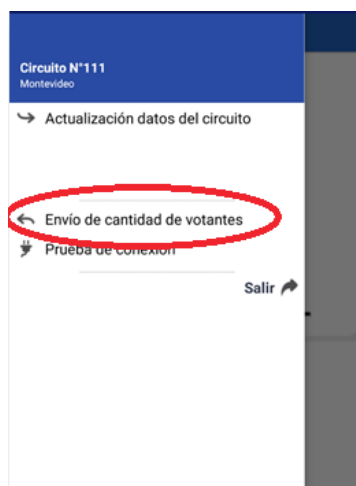 Circuito N°111
Montevideo
Actualización datos del circuito
Envío de cantidad de votantes
Prueba de conexión
Salir